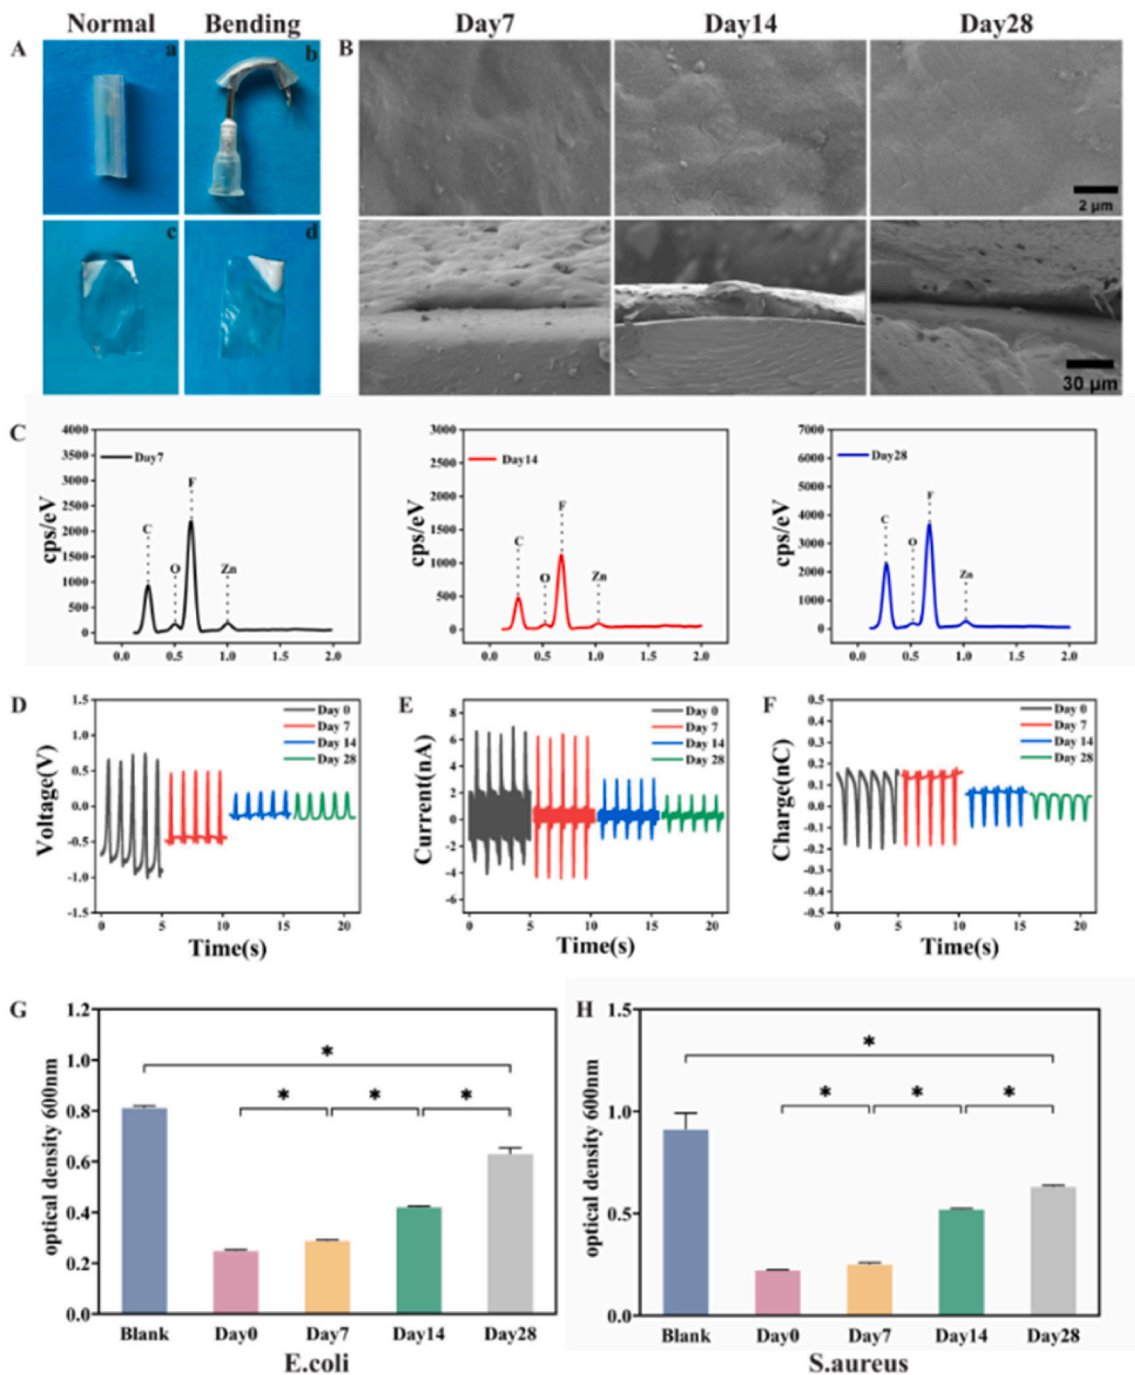 Normal Bending Day7 Day14 Day28
A a b B
2 µm
c d
30 µm
C
4000 3500 3000 2500 2000 1500 1000 500 0
cps/eV
Day7
C O F Zn
0.0 0.5 1.0 1.5 2.0
3000 2500 2000 1500 1000 500 0
cps/eV
Day14
C O F Zn
0.0 0.5 1.0 1.5 2.0
7000 6000 5000 4000 3000 2000 1000 0
cps/eV
Day28
C O F Zn
0.0 0.5 1.0 1.5 2.0
D
1.5 1.0 0.5 0.0 -0.5 -1.0 -1.5
Voltage(V)
Day 0
Day 7
Day 14
Day 28
0 5 10 15 20
Time(s)
E
8 6 4 2 0 -2 -4 -6
Current(nA)
Day 0
Day 7
Day 14
Day 28
0 5 10 15 20
Time(s)
F
0.5 0.4 0.3 0.2 0.1 0.0 -0.1 -0.2 -0.3 -0.4 -0.5
Charge(nC)
Day 0
Day 7
Day 14
Day 28
0 5 10 15 20
Time(s)
G
1.2 1.0 0.8 0.6 0.4 0.2 0.0
optical density 600nm
*
* * *
Blank Day0 Day7 Day14 Day28
E.coli
H
1.5 1.0 0.5 0.0
optical density 600nm
*
* * *
Blank Day0 Day7 Day14 Day28
S.aureus